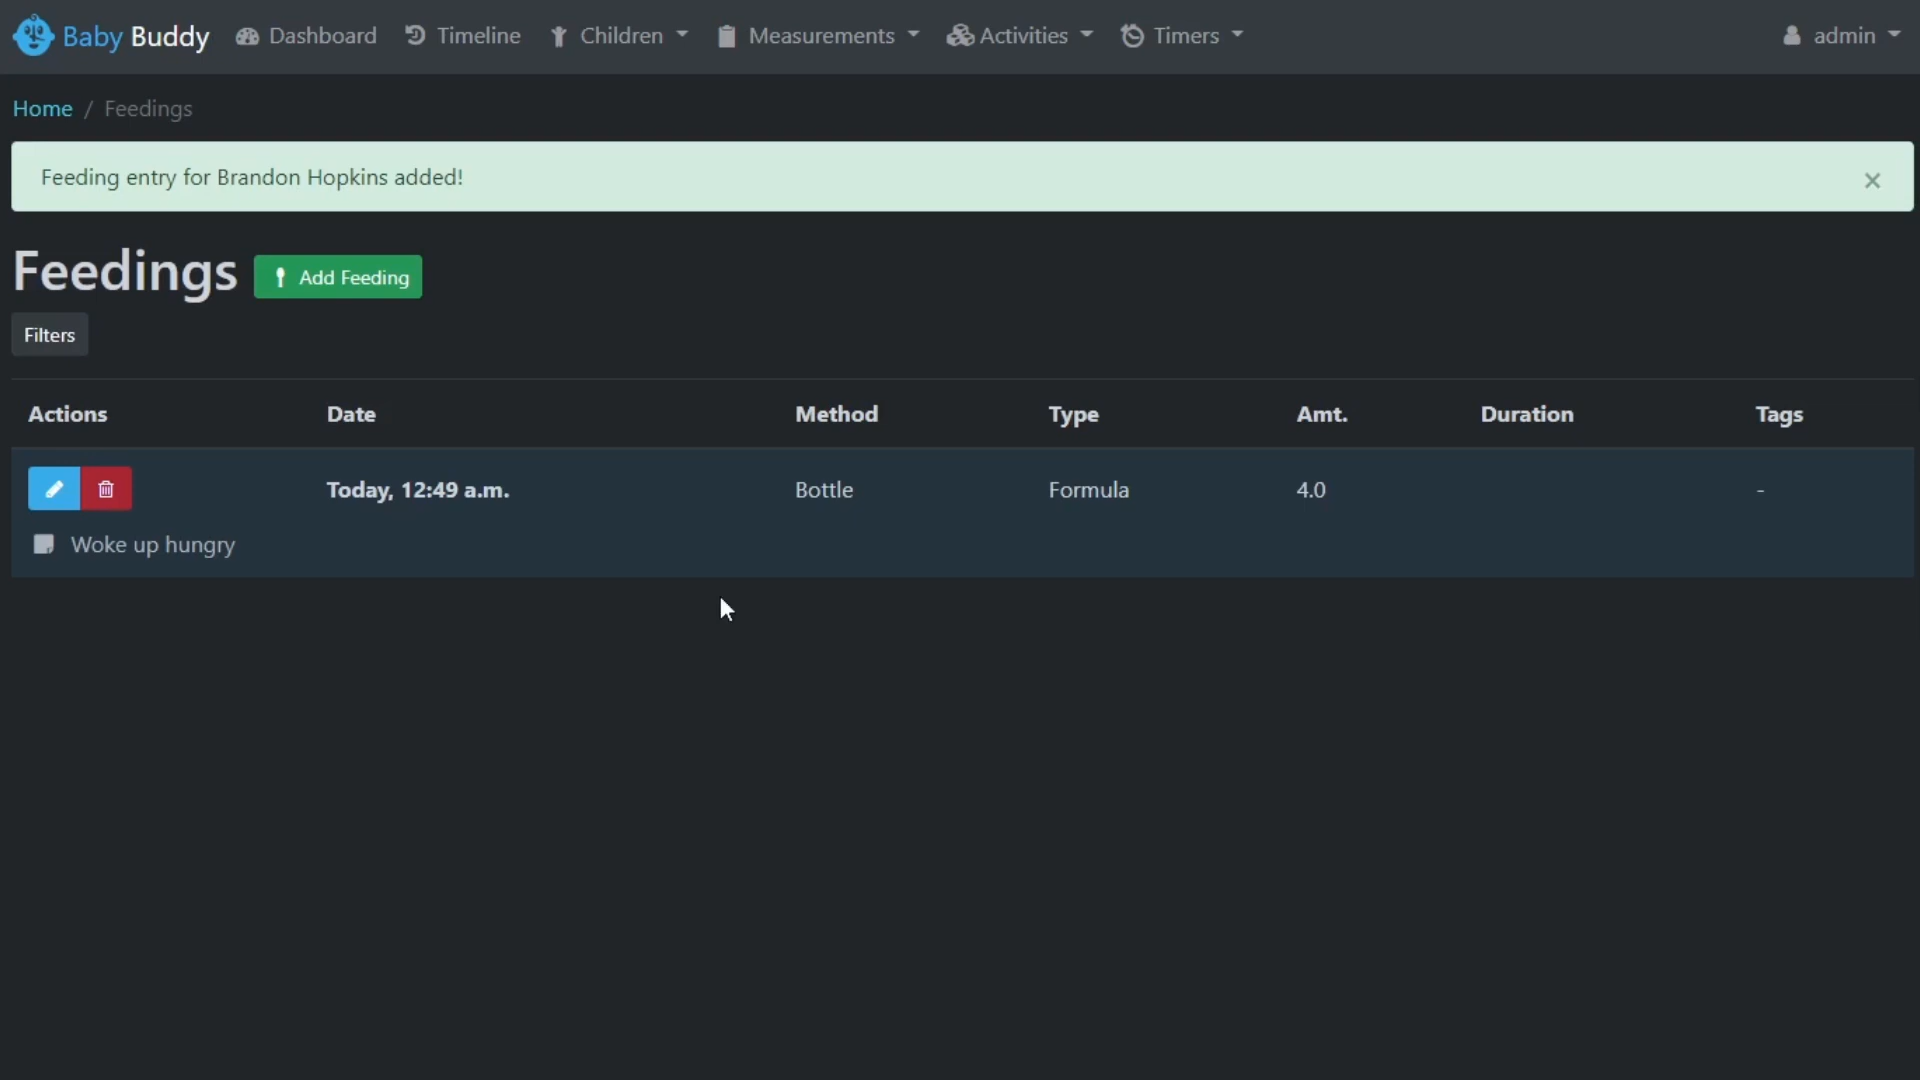 Baby Buddy Dashboard Timeline Children Measurements Activities Timers admin
Home / Feedings
Feeding entry for Brandon Hopkins added!
Feedings Add Feeding
Filters
Actions Date Method Type Amt. Duration Tags
Today, 12:49 a.m. Bottle Formula 4.0 -
Woke up hungry